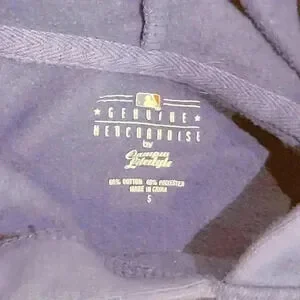 GENUINE
MERCHANDISE
by
Campus
Lifestyle
60% COTTON 40% POLYESTER
MADE IN CHINA
S